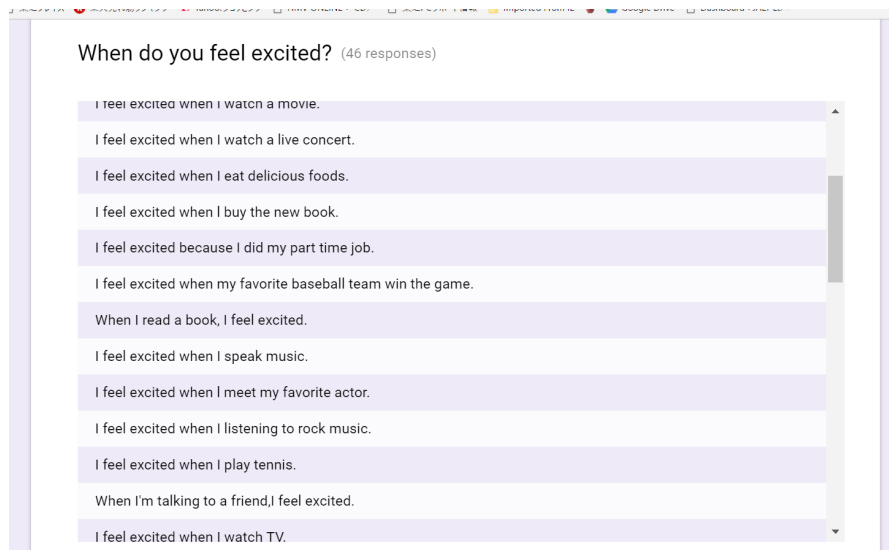 When do you feel excited? (46 responses)
I feel excited when I watch a movie.
I feel excited when I watch a live concert.
I feel excited when I eat delicious foods.
I feel excited when l buy the new book.
I feel excited because I did my part time job.
I feel excited when my favorite baseball team win the game.
When I read a book, I feel excited.
I feel excited when I speak music.
I feel excited when l meet my favorite actor.
I feel excited when I listening to rock music.
I feel excited when I play tennis.
When I'm talking to a friend,I feel excited.
I feel excited when I watch TV.